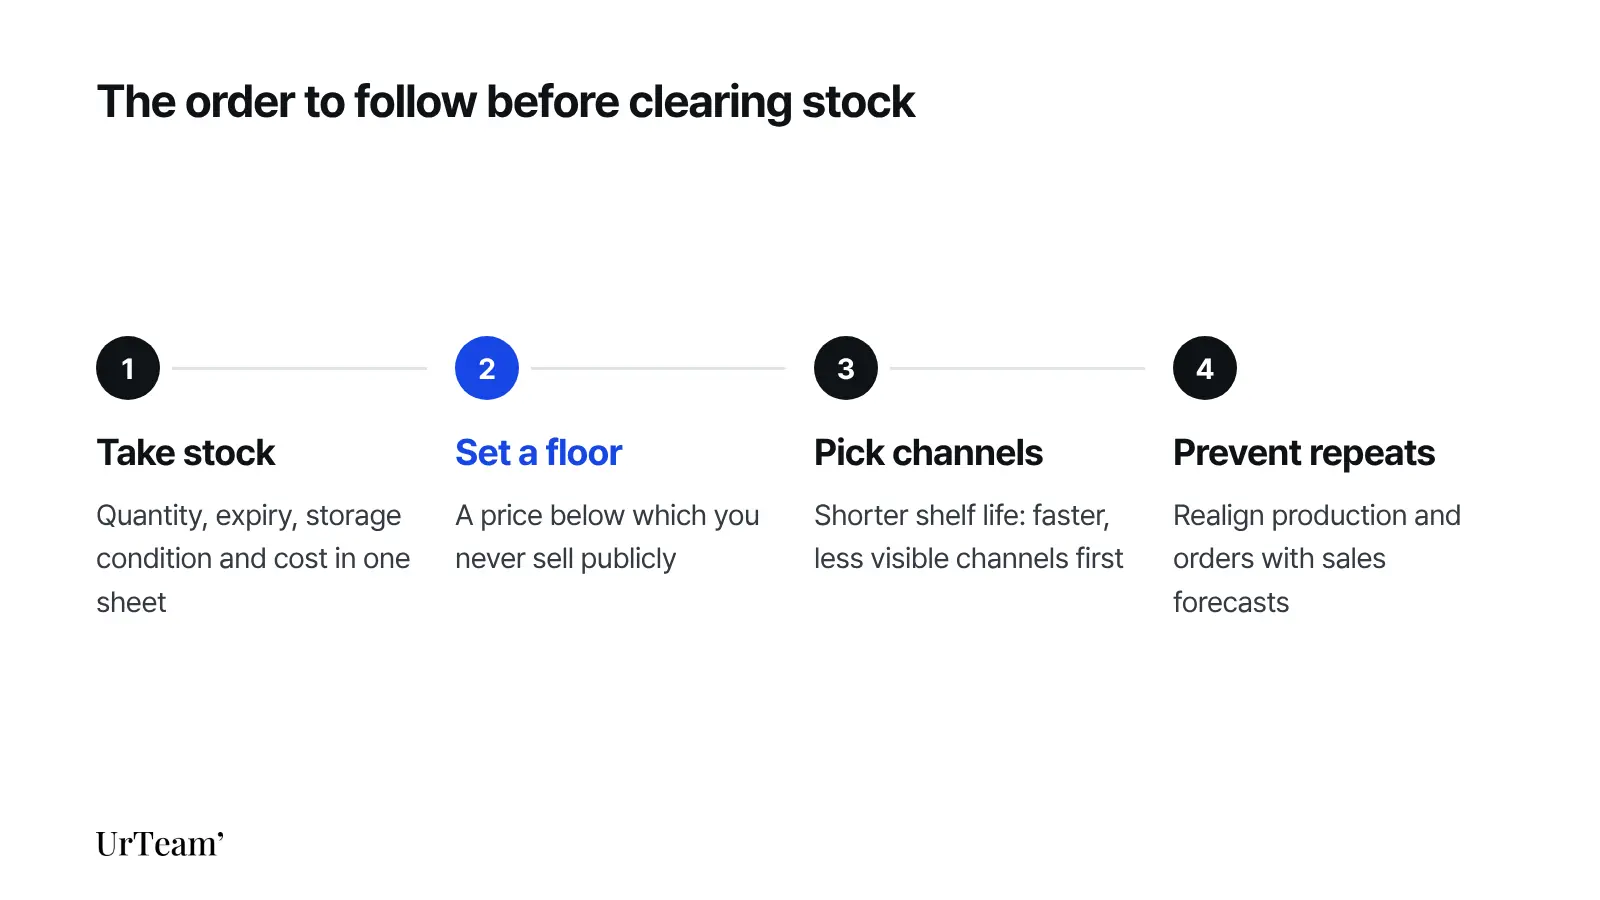 The order to follow before clearing stock
1
2
3
4
Take stock
Quantity, expiry, storage
condition and cost in one
sheet
Set a floor
A price below which you
never sell publicly
Pick channels
Shorter shelf life: faster,
less visible channels first
Prevent repeats
Realign production and
orders with sales
forecasts
UrTeam’